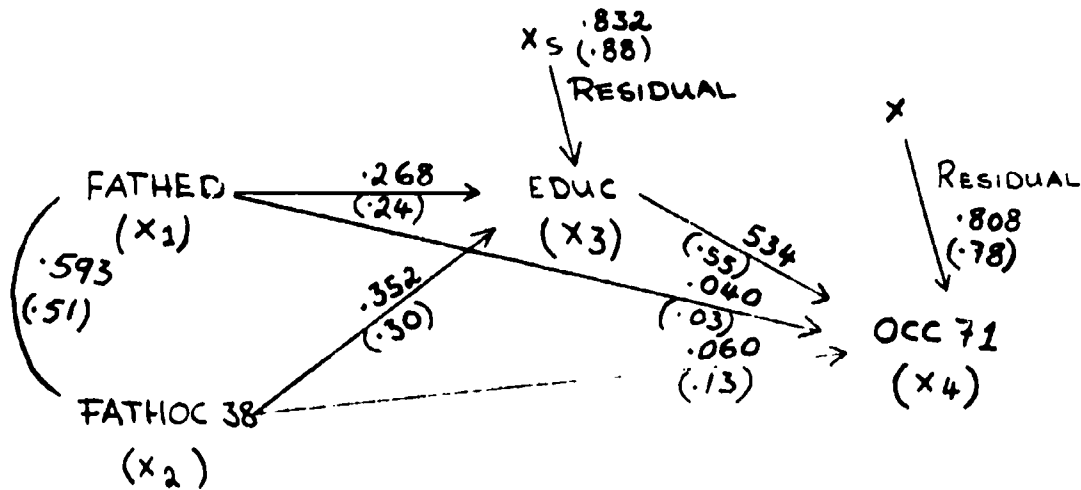 X5 .832
(.88)
RESIDUAL
X
RESIDUAL
.808
(.78)
FATHED
(X1)
.268
(.24)
EDUC
(X3)
.534
(.55)
.593
(.51)
.352
(.30)
.040
(.03)
.060
(.13)
OCC 71
(X4)
FATHOC 38
(X2)